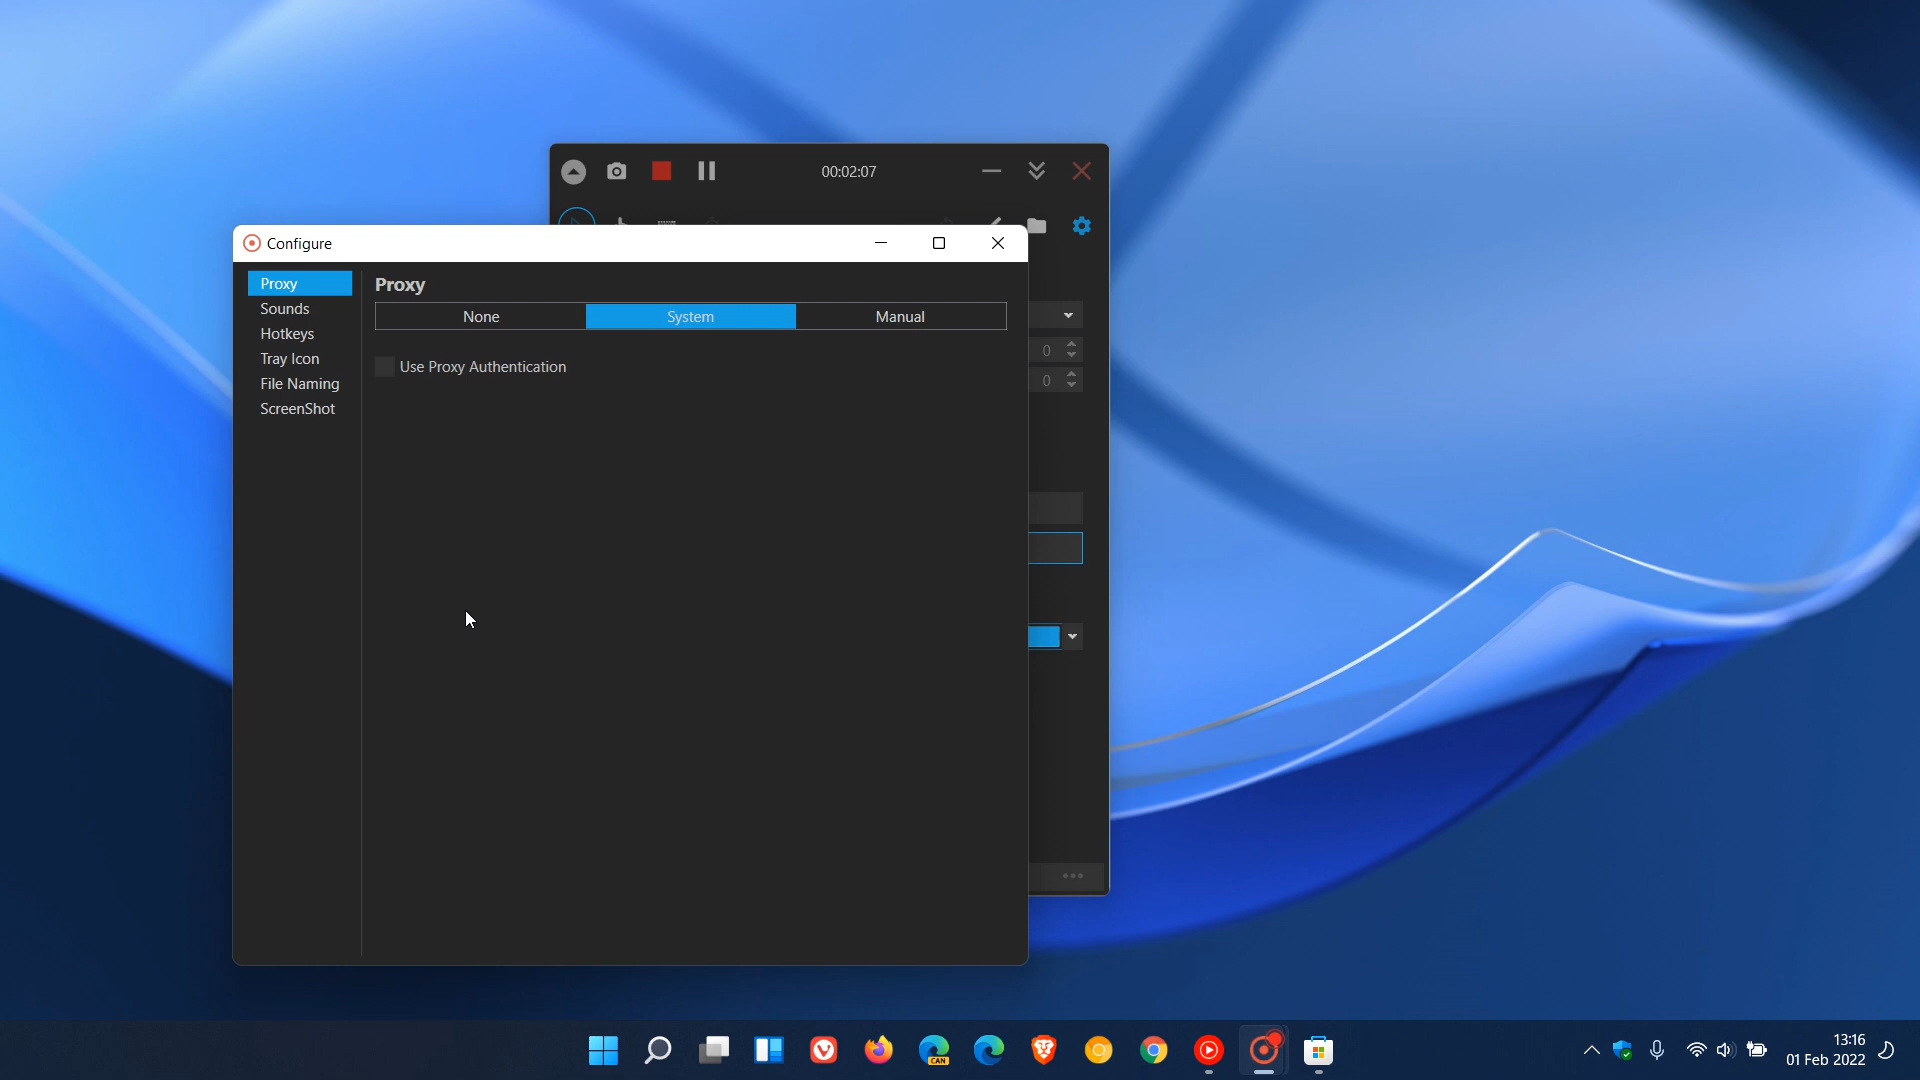 00:02:07
Configure
Proxy
Sounds
Hotkeys
Tray Icon
File Naming
ScreenShot
Proxy
None
System
Manual
Use Proxy Authentication
0
0
CAN
13:16
01 Feb 2022